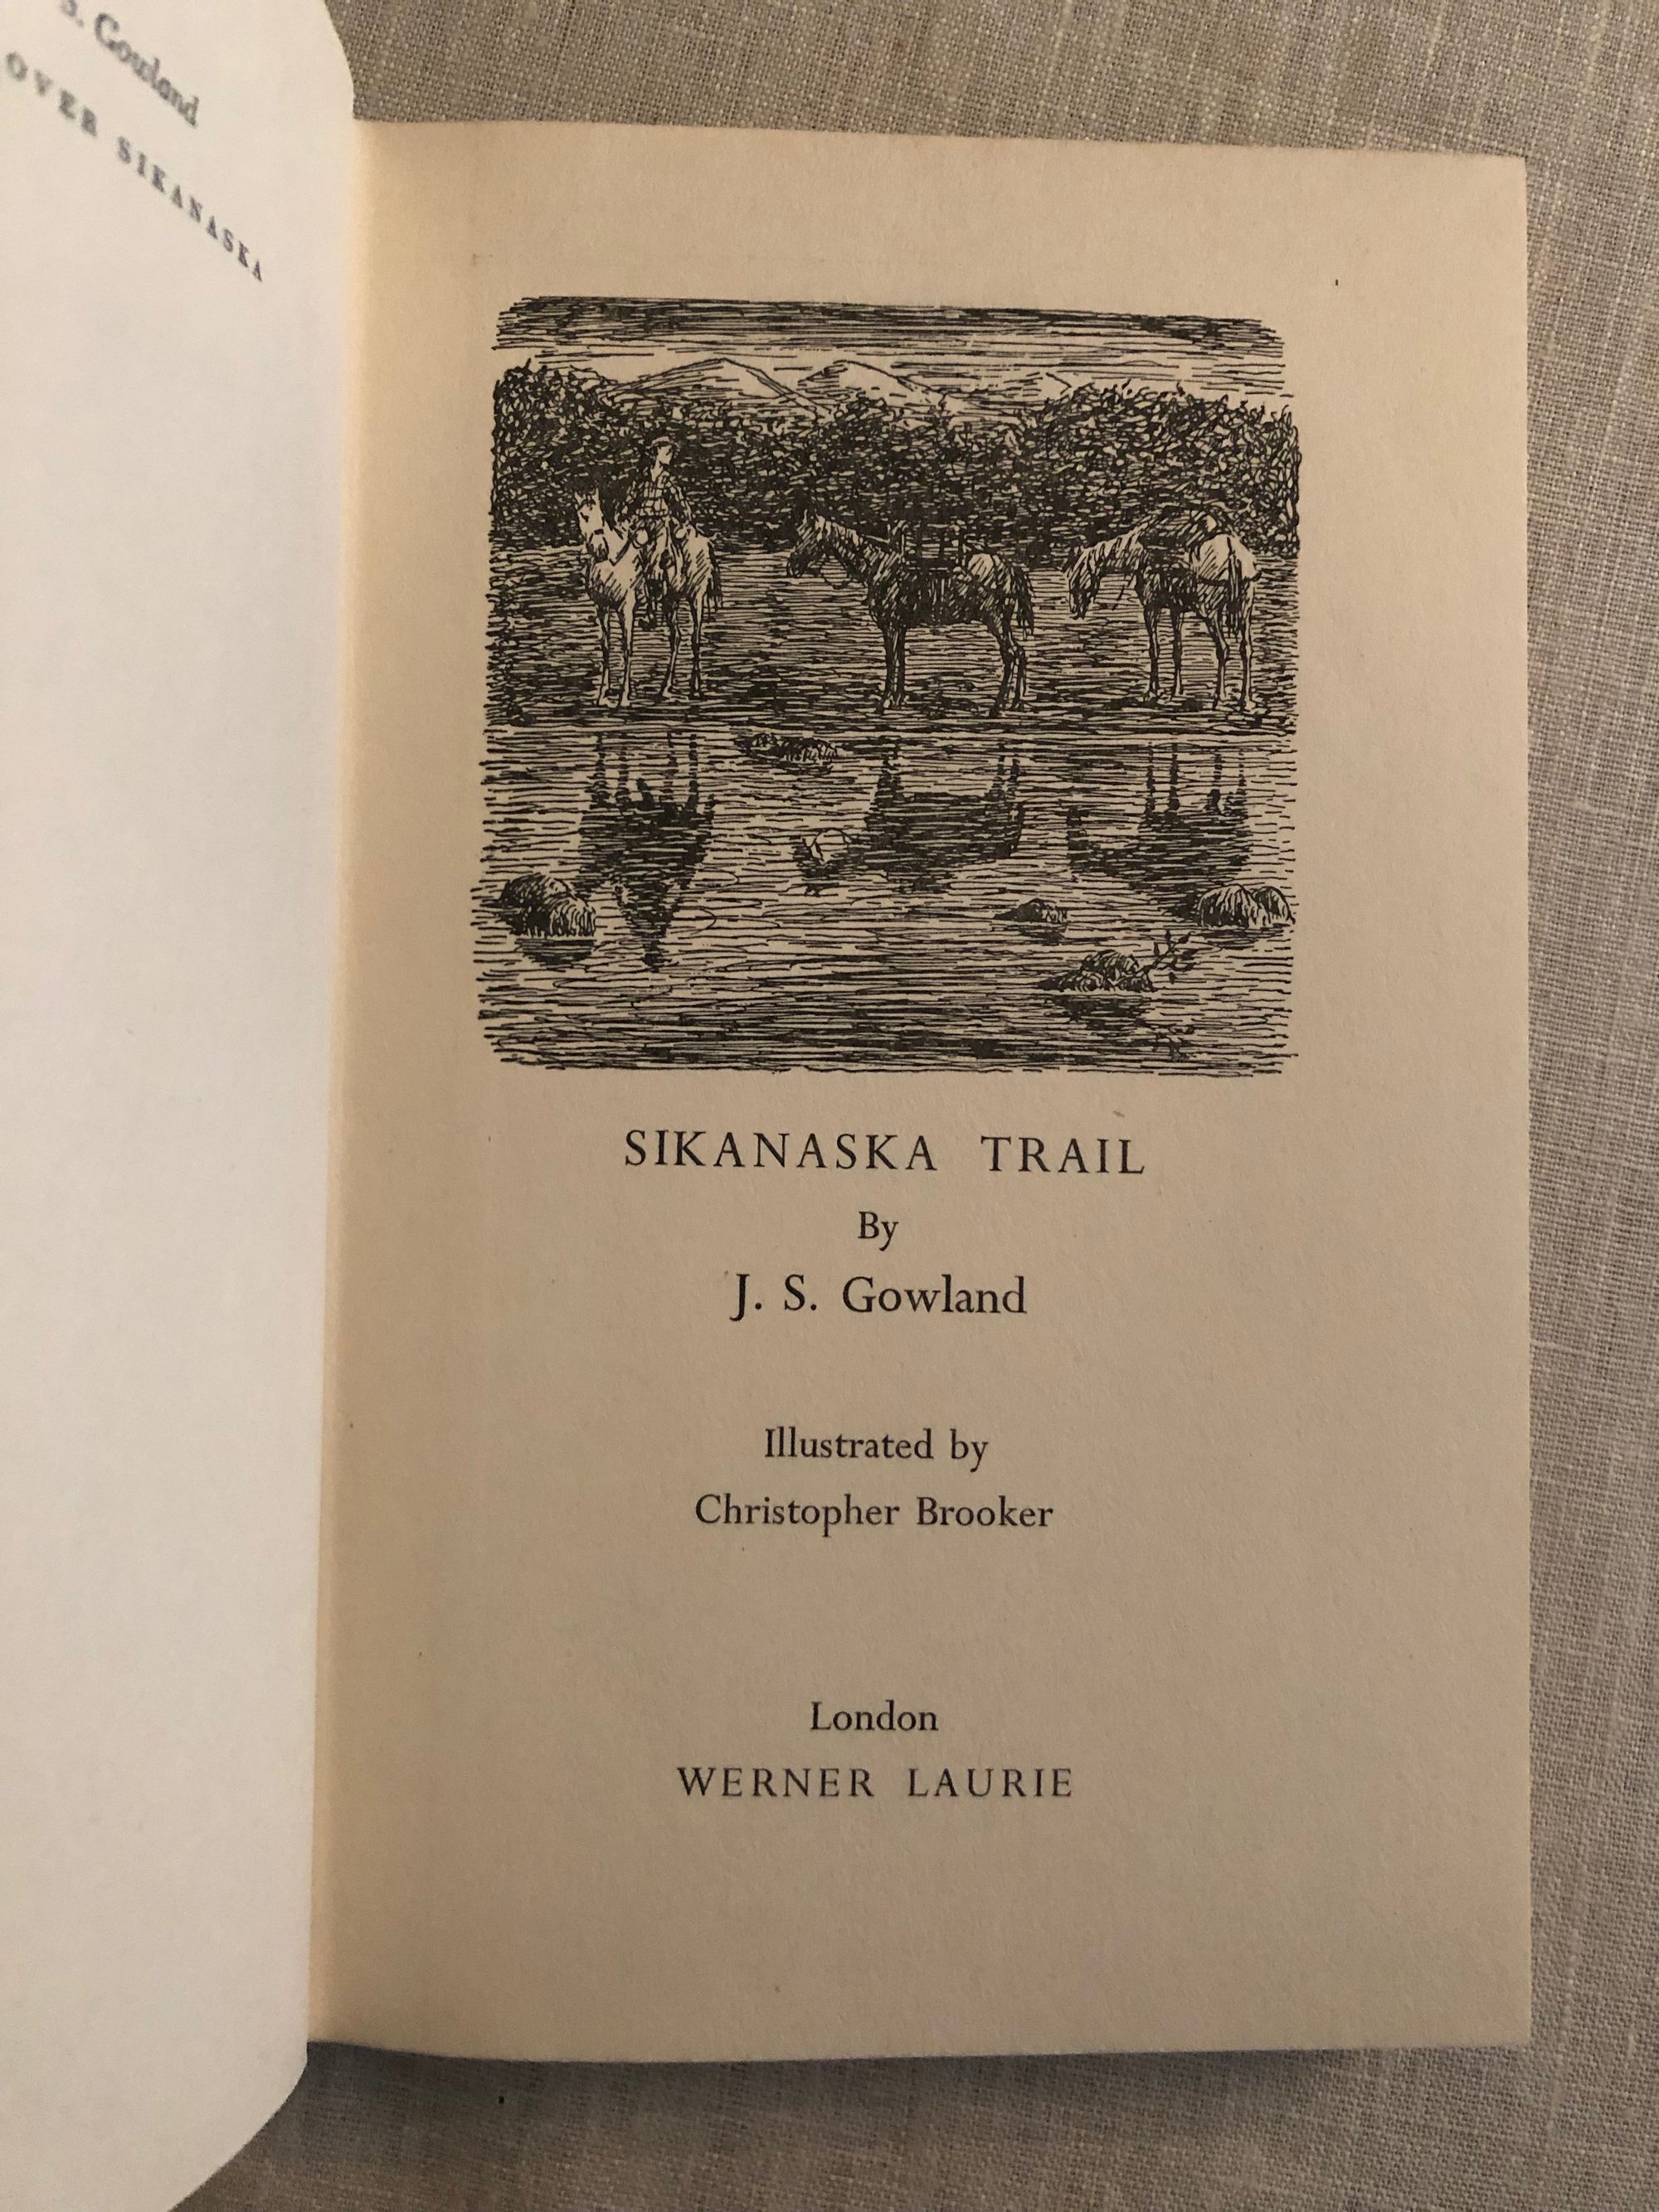 S. Gowland
OVER SIKANASKA
SIKANASKA TRAIL
By
J. S. Gowland
Illustrated by
Christopher Brooker
London
WERNER LAURIE